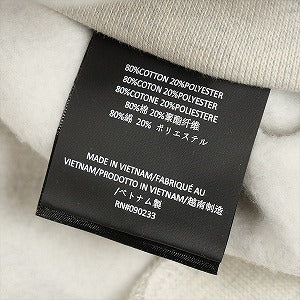 80%COTTON 20%POLYESTER
80%COTON 20%POLYESTER
80%COTONE 20%POLIESTERE
80%棉 20%聚酯纤维
80%綿 20% ポリエステル
MADE IN VIETNAM/FABRIQUÉ AU
VIETNAM/PRODOTTO IN VIETNAM/越南制造
/ベトナム製
RN#090233